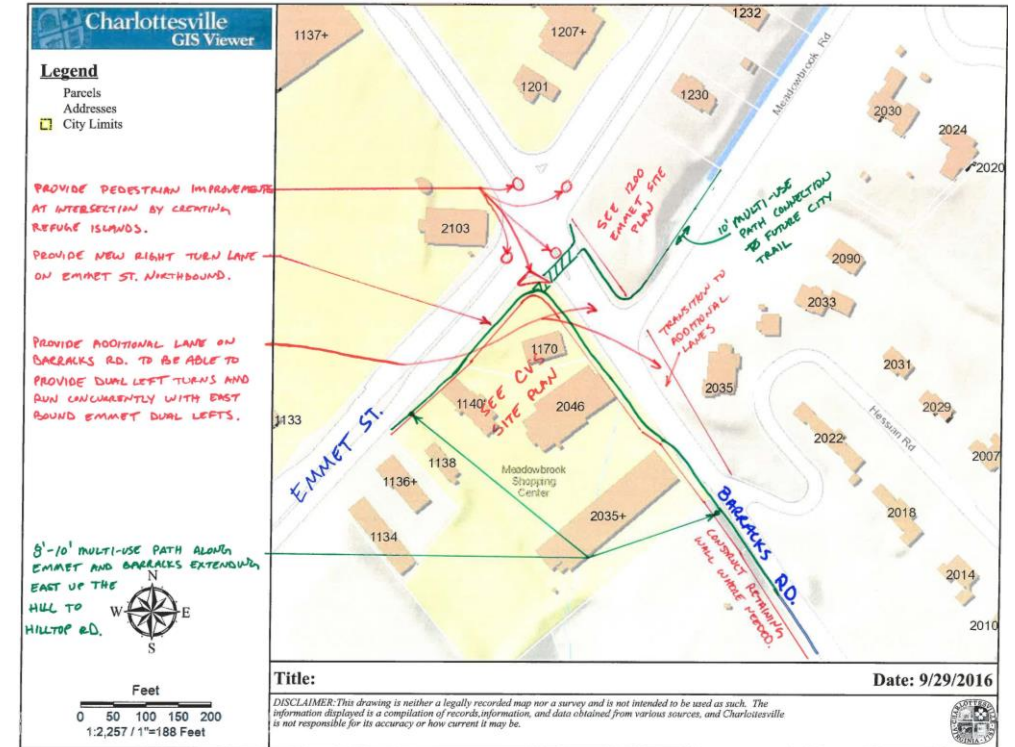 Charlottesville
GIS Viewer
Legend
Parcels
Addresses
City Limits
PROVIDE PEDESTRIAN IMPROVEMENTS
AT INTERSECTION BY CREATING
REFUGE ISLANDS.
PROVIDE NEW RIGHT TURN LANE
ON EMMET ST. NORTHBOUND.
PROVIDE ADDITIONAL LANE ON
BARRACKS RD. TO BE ABLE TO
PROVIDE DUAL LEFT TURNS AND
RUN CONCURRENTLY WITH EAST
BOUND EMMET DUAL LEFTS.
8'-10' MULTI-USE PATH ALONG
EMMET AND BARRACKS EXTENDING
EAST UP THE
HILL TO
HILLTOP RD.
N
W
E
S
Feet
0 50 100 150 200
1:2,257 / 1"=188 Feet
1137+
1207+
1232
1201
1230
Meadowbrook Rd
2030
2024
2020
SEE 1200
EMMET SITE
PLAN
10' MULTI-USE
PATH CONNECTION
TO FUTURE CITY
TRAIL
2103
2090
2033
TRANSITION TO
ADDITIONAL
LANES
1170
SEE CVS
SITE PLAN
1140
2046
2035
2031
2029
Hessian Rd
2007
1133
EMMET ST.
1138
1136+
1134
Meadowbrook
Shopping
Center
2035+
2022
2018
2014
2010
BARRACKS RD.
CONSTRUCT RETAINING
WALL WHERE NEEDED.
Title:
Date: 9/29/2016
DISCLAIMER:This drawing is neither a legally recorded map nor a survey and is not intended to be used as such. The
information displayed is a compilation of records,information, and data obtained from various sources, and Charlottesville
is not responsible for its accuracy or how current it may be.